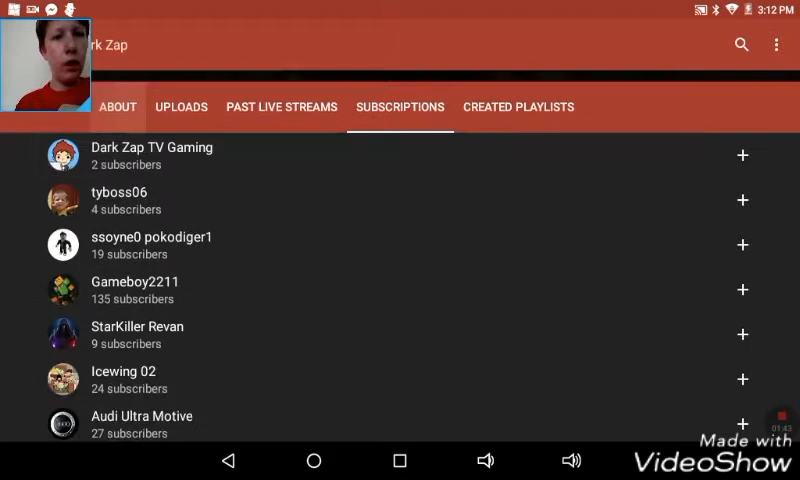 3:12 PM
rk Zap
ABOUT UPLOADS PAST LIVE STREAMS SUBSCRIPTIONS CREATED PLAYLISTS
Dark Zap TV Gaming
2 subscribers
tyboss06
4 subscribers
ssoyne0 pokodiger1
19 subscribers
Gameboy2211
135 subscribers
StarKiller Revan
9 subscribers
Icewing 02
24 subscribers
Audi Ultra Motive
27 subscribers
01:43
Made with
VideoShow